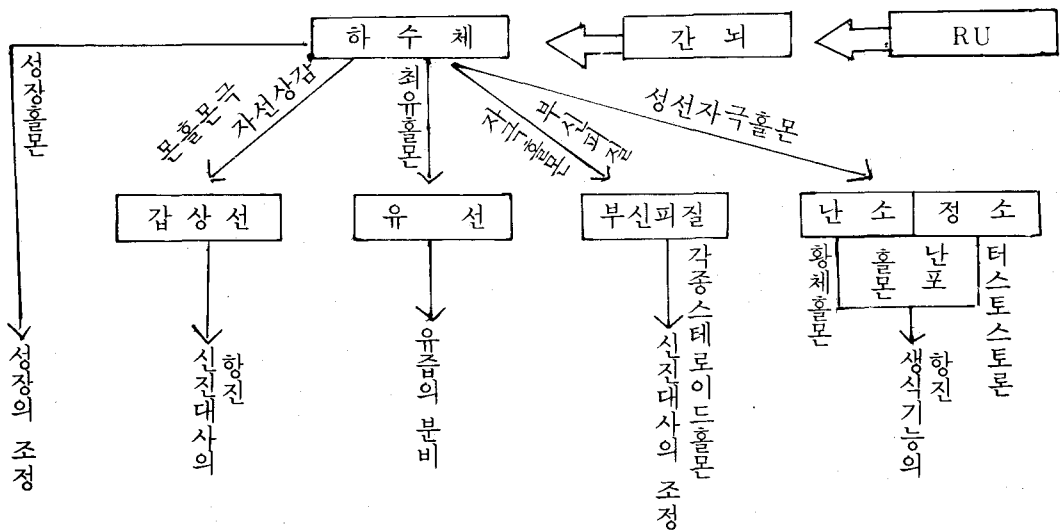 하 수 체
간 뇌
RU
성장홀몬
몬홀몬극
자선상감
최유홀몬
부신피질
자극홀몬
성선자극홀몬
갑 상 선
유 선
부신피질
난 소
정 소
황체홀몬
난포
홀몬
터스토스토론
각종스테로이드홀몬
성장의 조정
신진대사의
항진
유즙의 분비
신진대사의 조정
생식기능의
항진